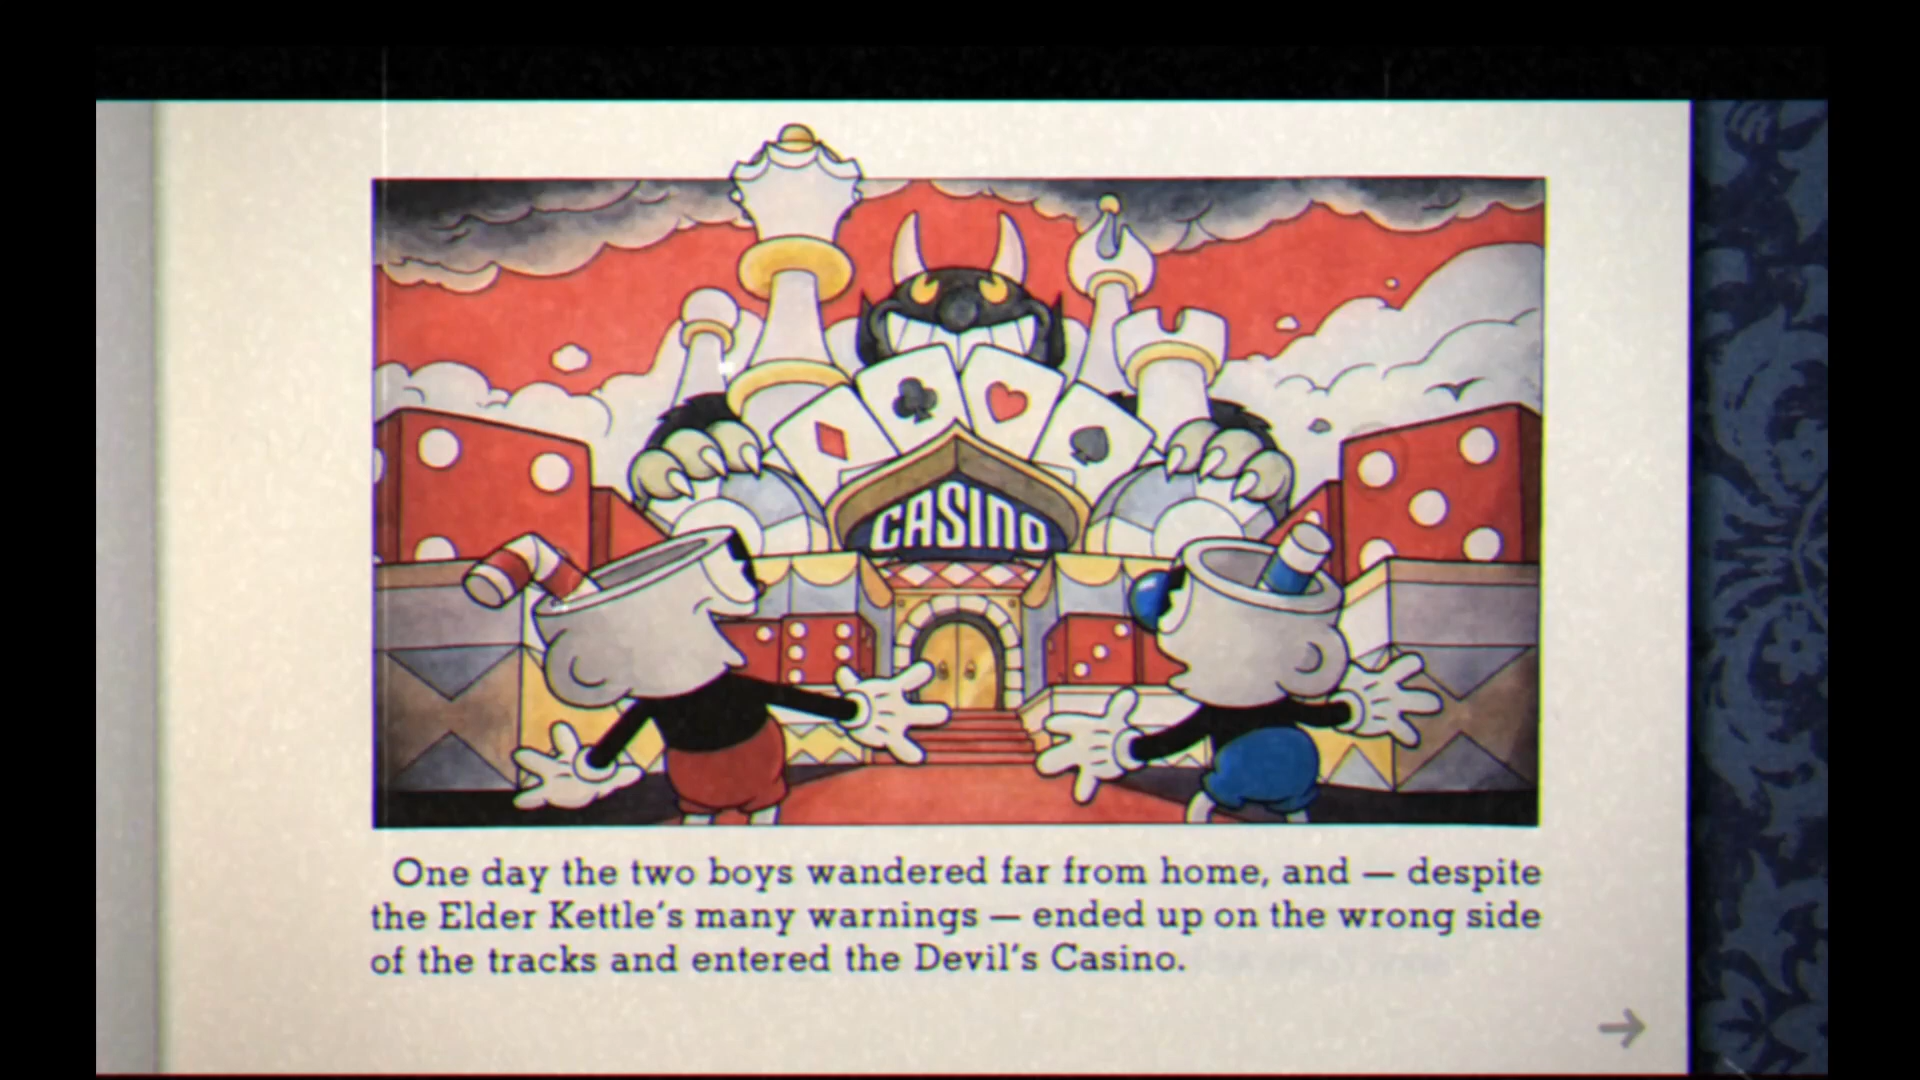 CASINO
One day the two boys wandered far from home, and — despite
the Elder Kettle's many warnings — ended up on the wrong side
of the tracks and entered the Devil's Casino.